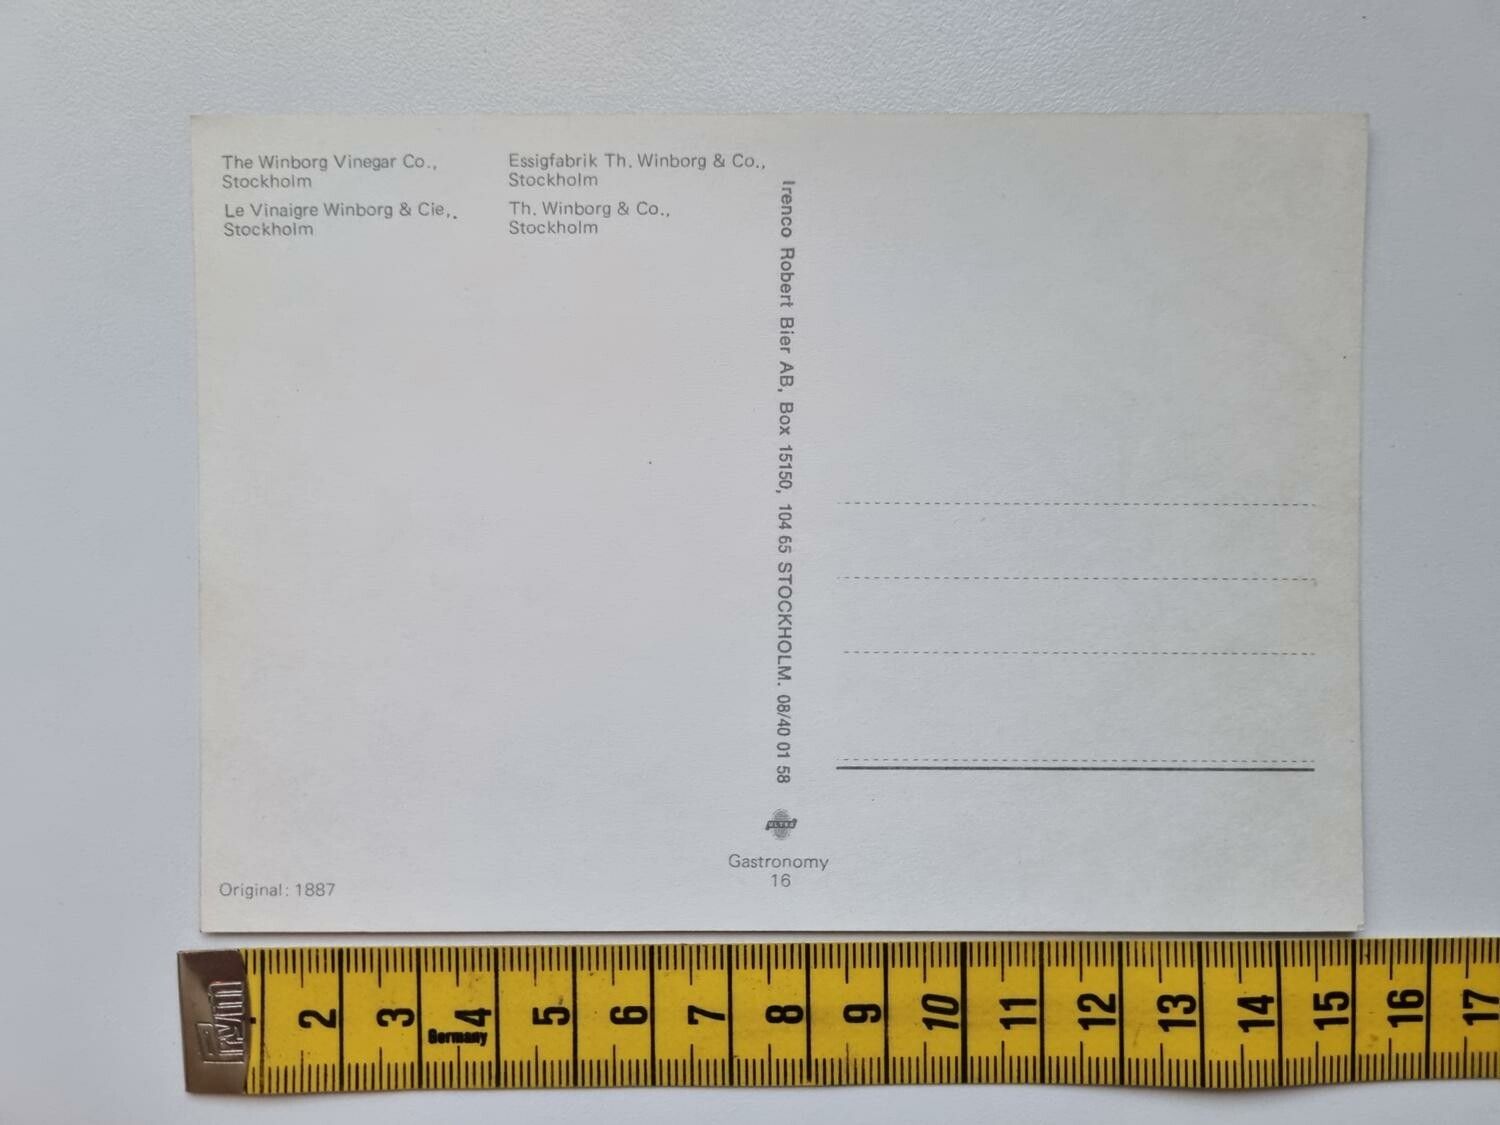 The Winborg Vinegar Co.,
Stockholm
Le Vinaigre Winborg & Cie,.
Stockholm
Essigfabrik Th. Winborg & Co.,
Stockholm
Th. Winborg & Co.,
Stockholm
Irenco Robert Bier AB, Box 15150, 104 65 STOCKHOLM. 08/40 01 58
Gastronomy
16
Original: 1887
2 3 4 5 6 7 8 9 10 11 12 13 14 15 16 17
Germany